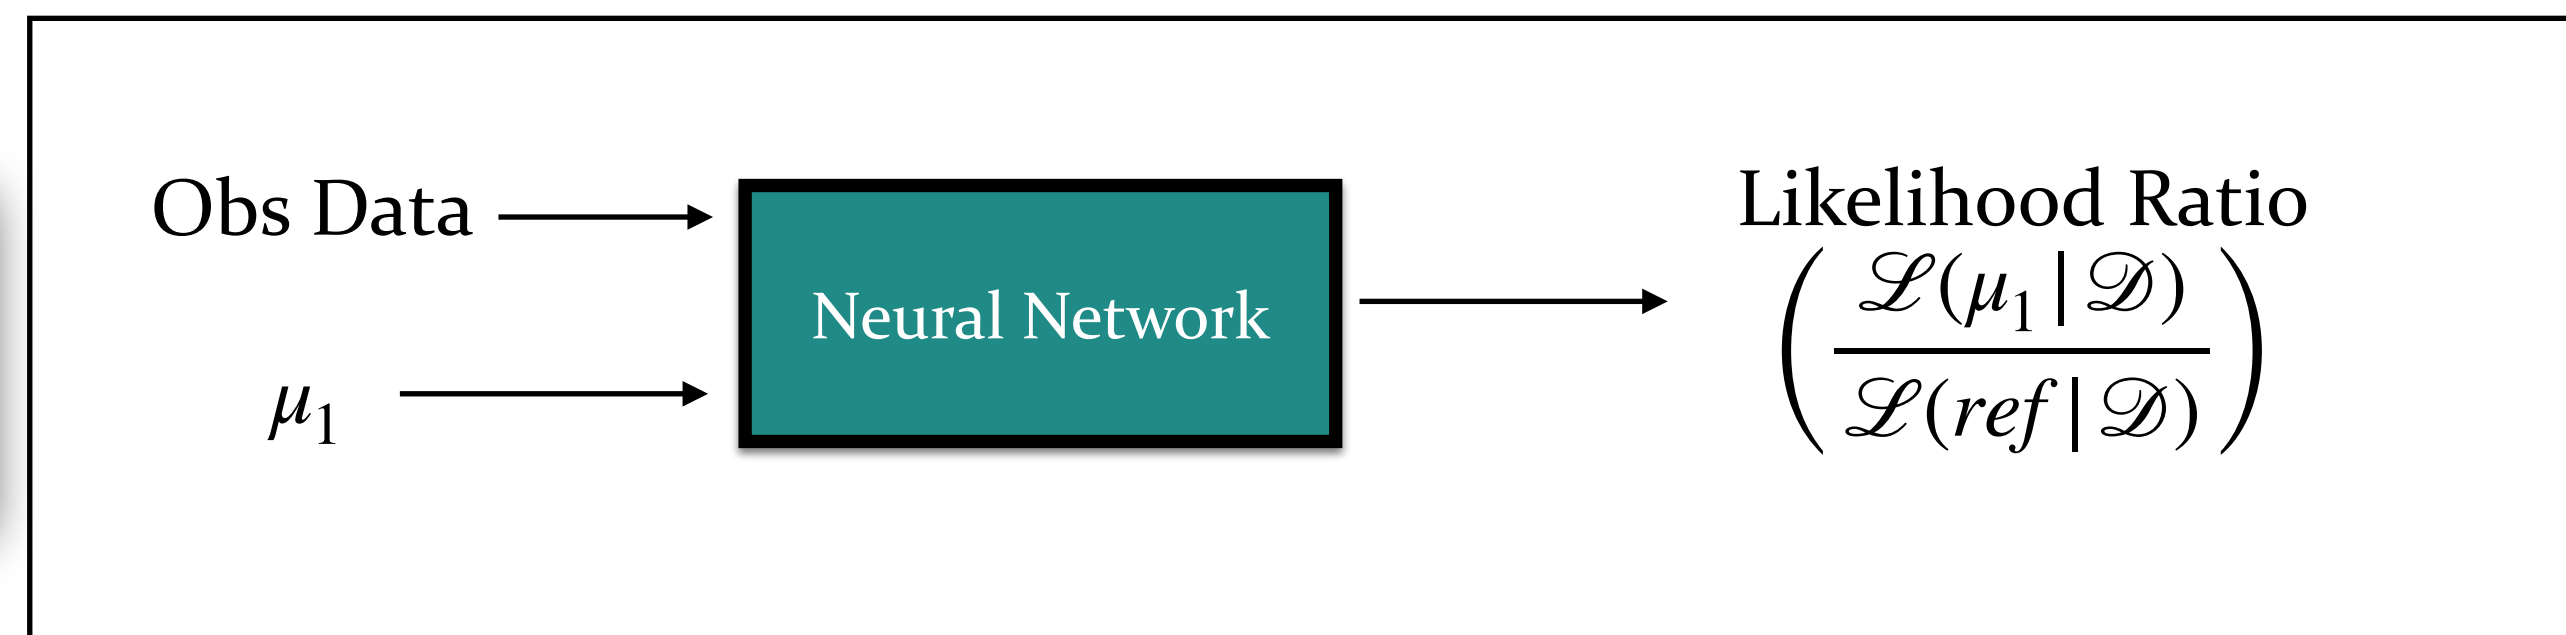 Obs Data
μ₁
Neural Network
Likelihood Ratio
(ℒ(μ₁ | 𝒟)
ℒ(ref | 𝒟))